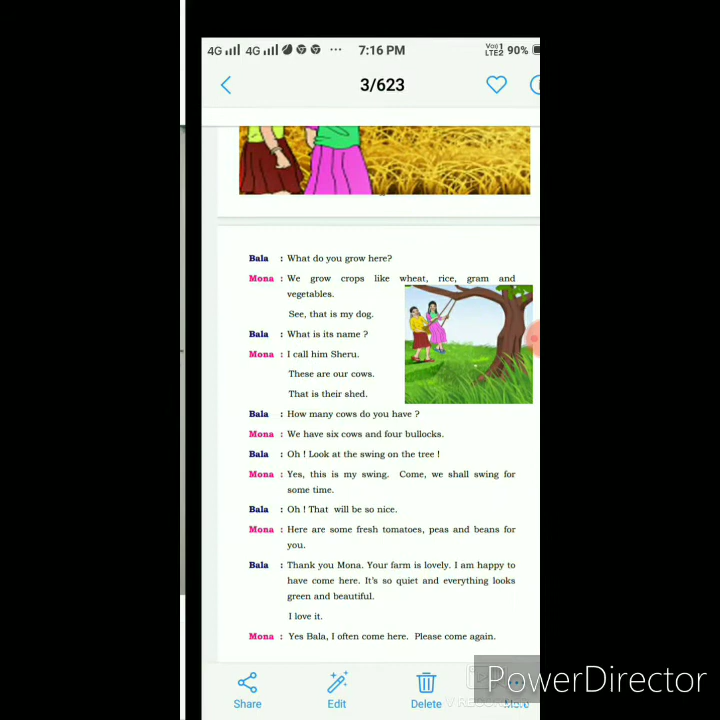 4G 4G ... 7:16 PM Vo)) 1 LTE2 90%
3/623
Bala : What do you grow here?
Mona : We grow crops like wheat, rice, gram and
vegetables.
See, that is my dog.
Bala : What is its name ?
Mona : I call him Sheru.
These are our cows.
That is their shed.
Bala : How many cows do you have ?
Mona : We have six cows and four bullocks.
Bala : Oh ! Look at the swing on the tree !
Mona : Yes, this is my swing. Come, we shall swing for
some time.
Bala : Oh ! That will be so nice.
Mona : Here are some fresh tomatoes, peas and beans for
you.
Bala : Thank you Mona. Your farm is lovely. I am happy to
have come here. It's so quiet and everything looks
green and beautiful.
I love it.
Mona : Yes Bala, I often come here. Please come again.
PowerDirector
Share Edit Delete More